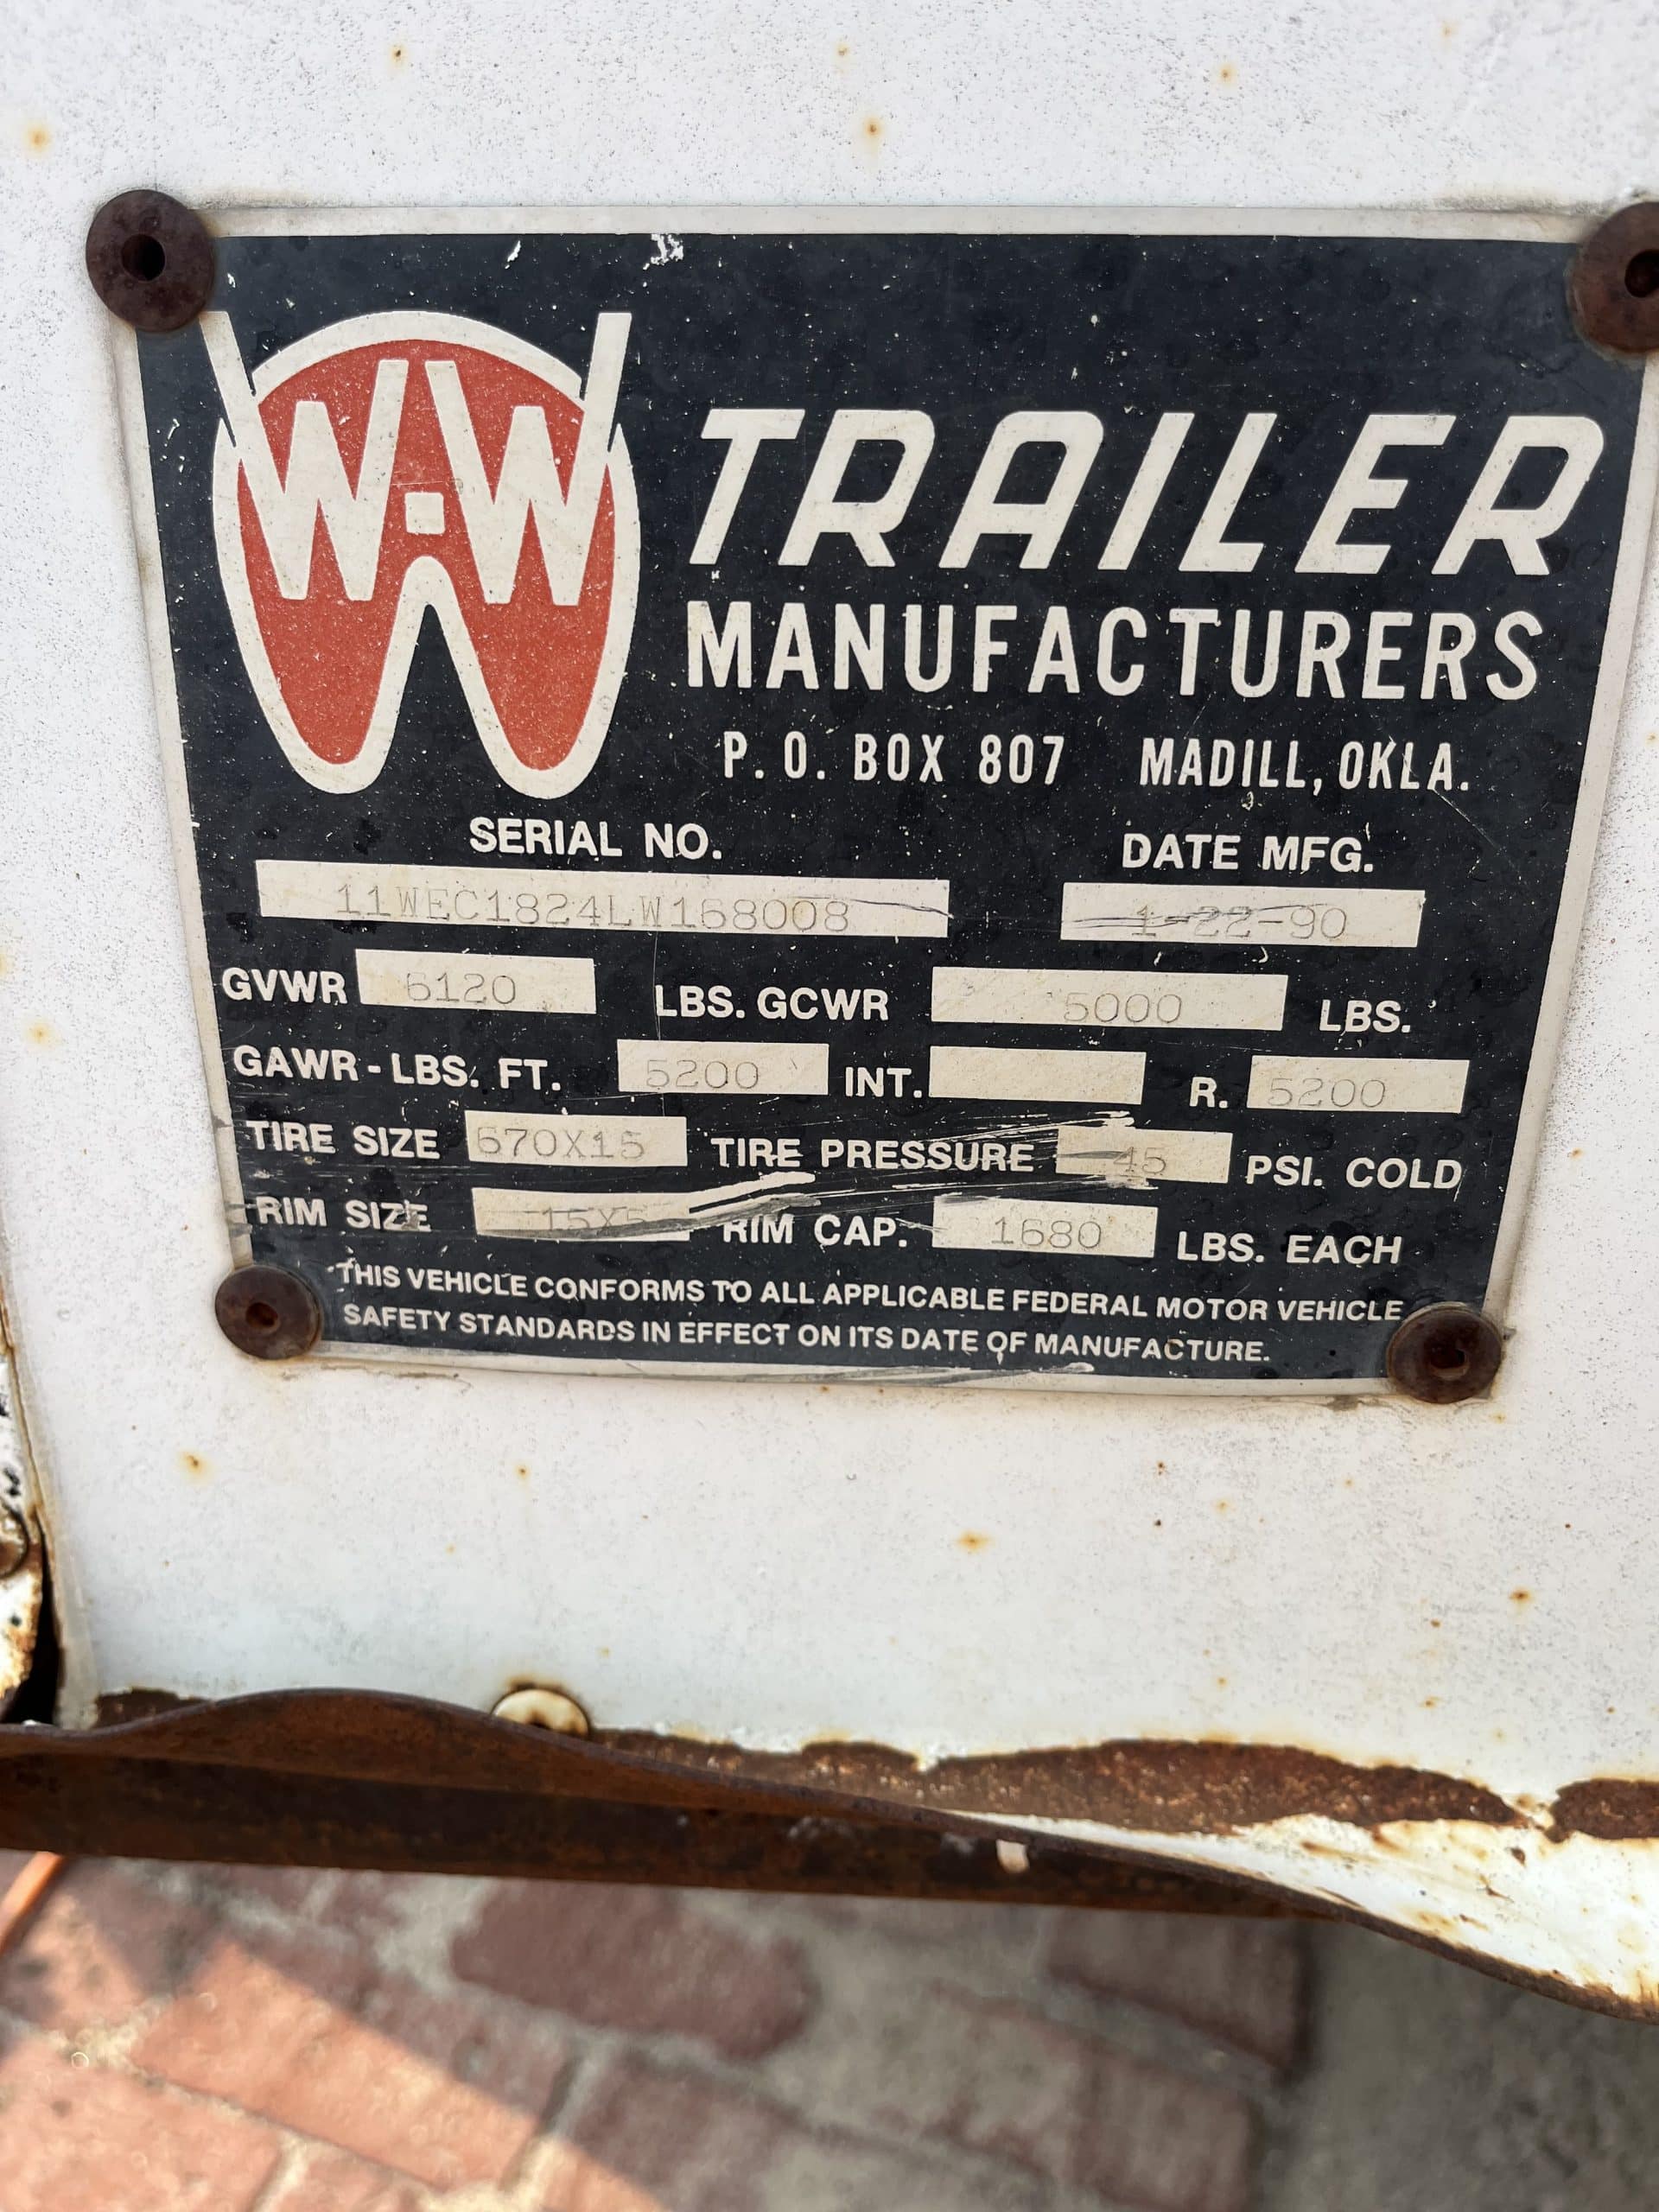 W-W TRAILER
MANUFACTURERS
P. O. BOX 807 MADILL, OKLA.
SERIAL NO. DATE MFG.
11WEC1824LW168008 1-22-90
GVWR 6120 LBS. GCWR 5000 LBS.
GAWR - LBS. FT. 5200 INT. R. 5200
TIRE SIZE 670X15 TIRE PRESSURE 45 PSI. COLD
RIM SIZE 15X5 RIM CAP. 1680 LBS. EACH
THIS VEHICLE CONFORMS TO ALL APPLICABLE FEDERAL MOTOR VEHICLE
SAFETY STANDARDS IN EFFECT ON ITS DATE OF MANUFACTURE.